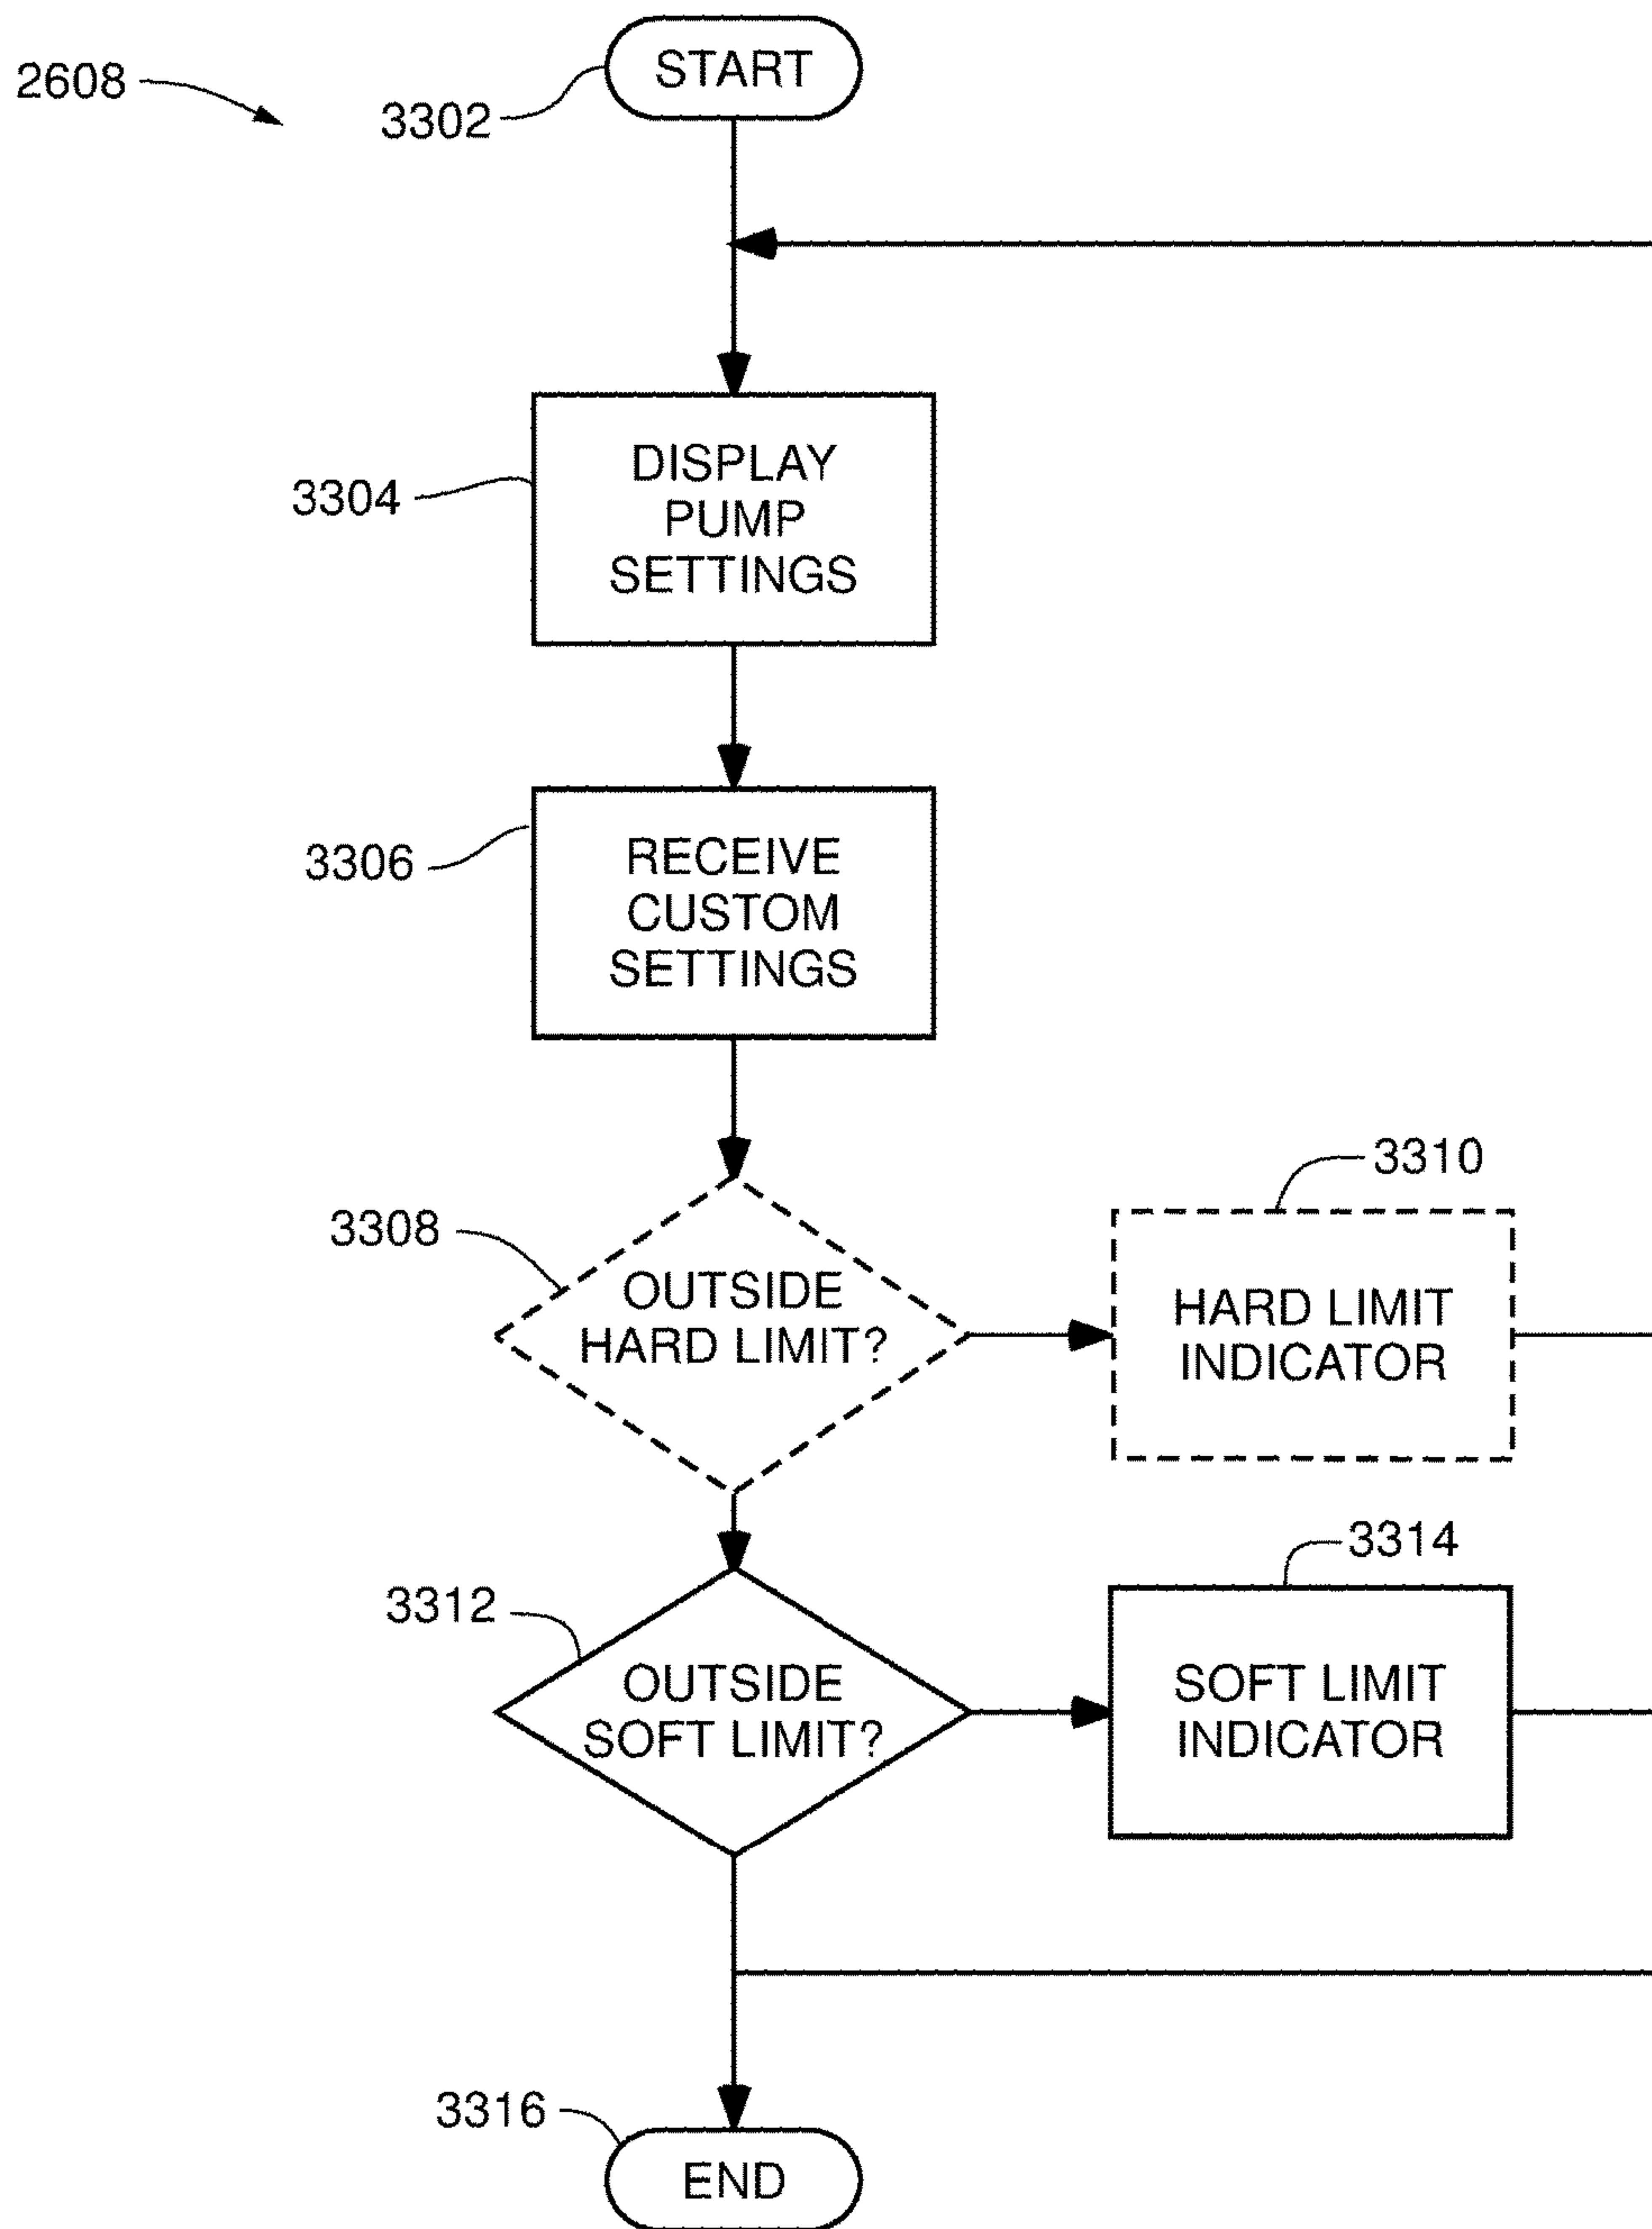 2608
3302
START
3304
DISPLAY
PUMP
SETTINGS
3306
RECEIVE
CUSTOM
SETTINGS
3308
OUTSIDE
HARD LIMIT?
3310
HARD LIMIT
INDICATOR
3312
OUTSIDE
SOFT LIMIT?
3314
SOFT LIMIT
INDICATOR
3316
END